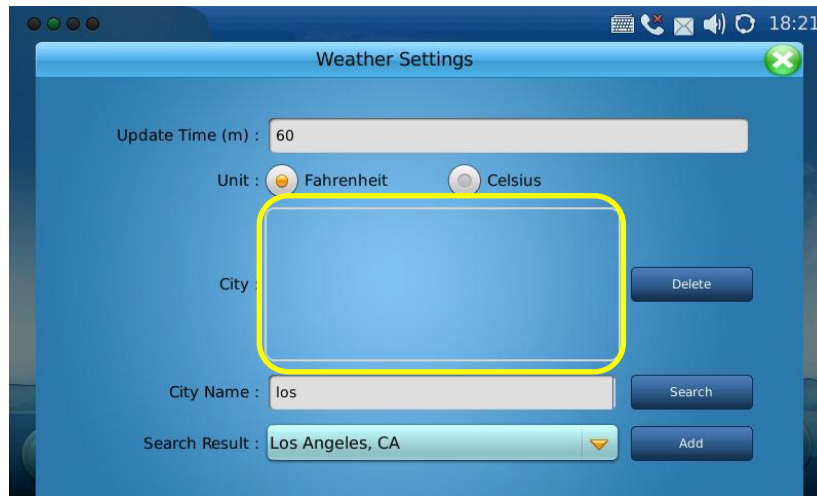 18:21
Weather Settings
Update Time (m) : 60
Unit : Fahrenheit Celsius
City : Delete
City Name : los Search
Search Result : Los Angeles, CA Add